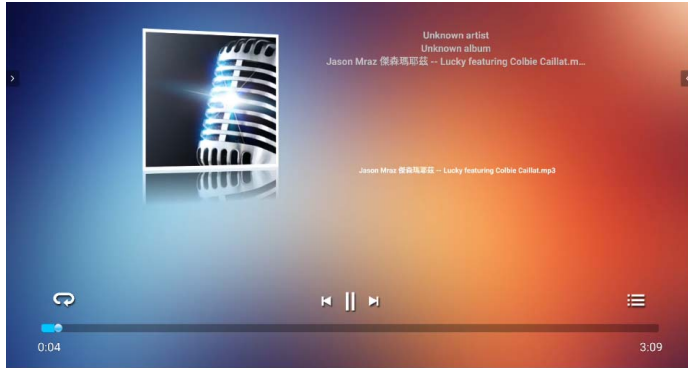 Unknown artist
Unknown album
Jason Mraz 傑森瑪耶茲 -- Lucky featuring Colbie Caillat.m...
Jason Mraz 傑森瑪耶茲 -- Lucky featuring Colbie Caillat.mp3
0:04
3:09